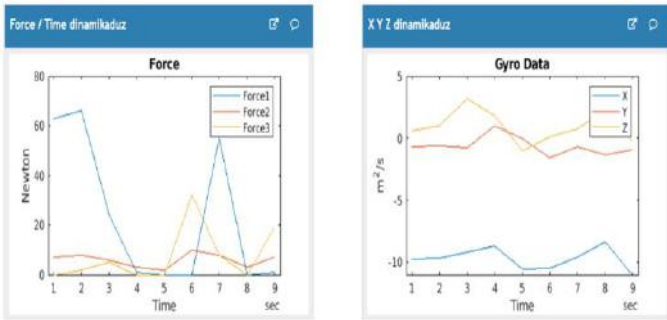 Force / Time dinamikaduz
Force
80
60
40
20
0
Newton
Force1
Force2
Force3
1 2 3 4 5 6 7 8 9
Time
sec
X Y Z dinamikaduz
Gyro Data
5
0
-5
-10
m²/s
X
Y
Z
1 2 3 4 5 6 7 8 9
Time
sec